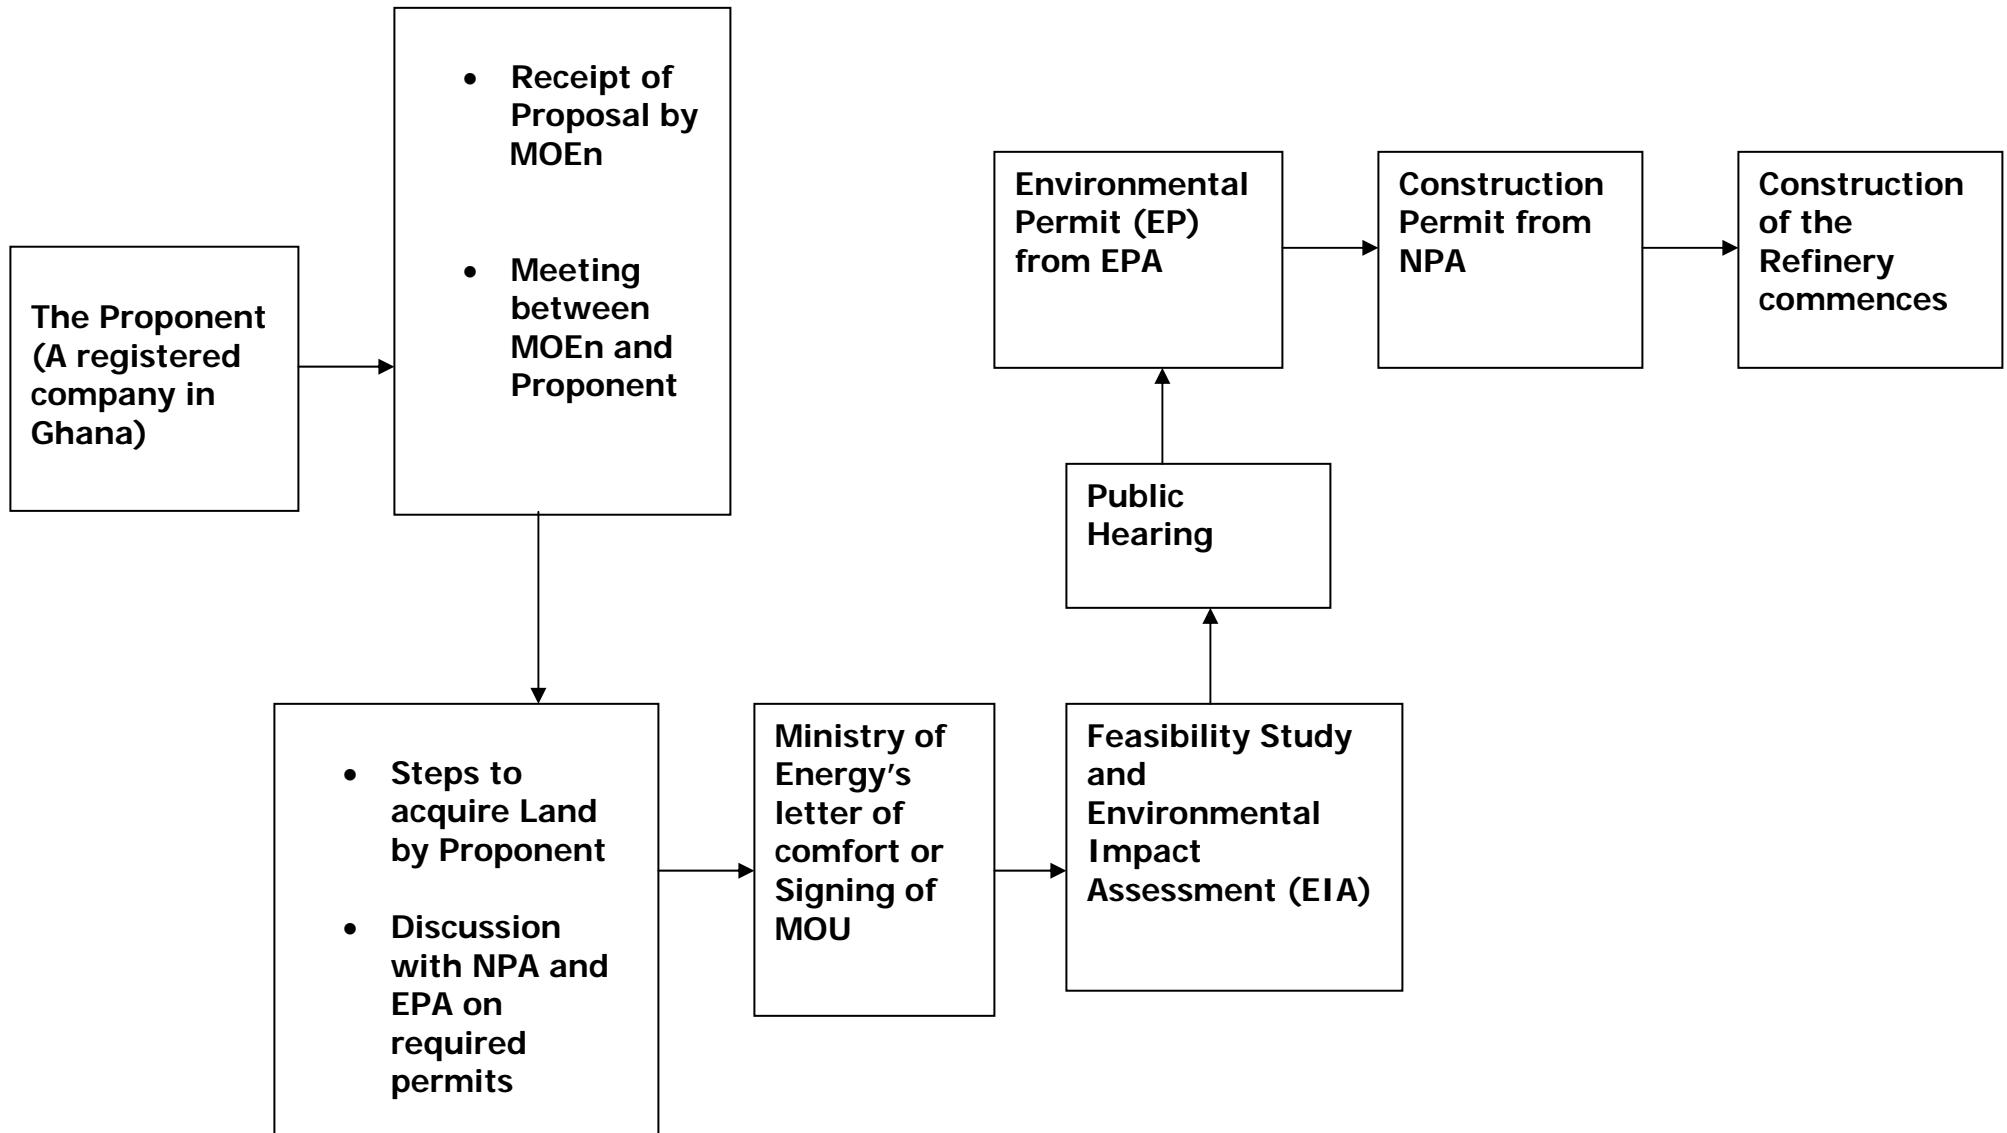 The Proponent
(A registered
company in
Ghana)
• Receipt of
Proposal by
MOEn
• Meeting
between
MOEn and
Proponent
• Steps to
acquire Land
by Proponent
• Discussion
with NPA and
EPA on
required
permits
Ministry of
Energy’s
letter of
comfort or
Signing of
MOU
Feasibility Study
and
Environmental
Impact
Assessment (EIA)
Public
Hearing
Environmental
Permit (EP)
from EPA
Construction
Permit from
NPA
Construction
of the
Refinery
commences